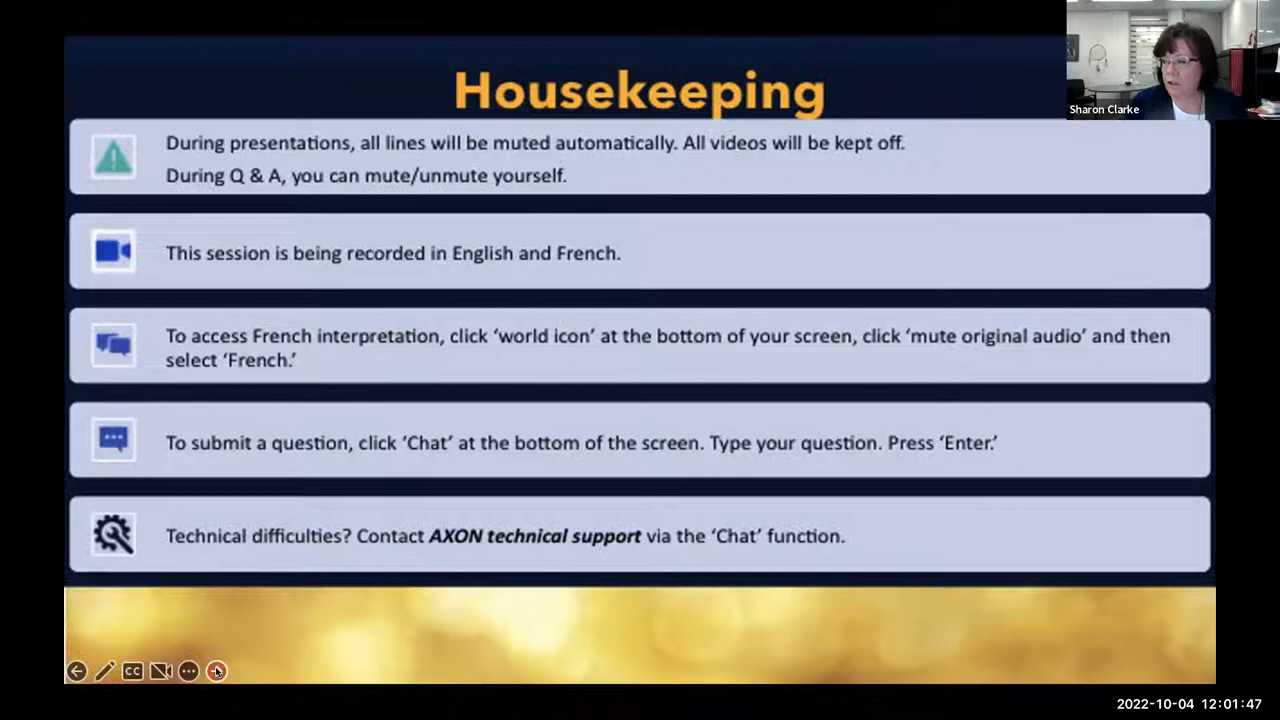 Housekeeping
Sharon Clarke
During presentations, all lines will be muted automatically. All videos will be kept off.
During Q & A, you can mute/unmute yourself.
This session is being recorded in English and French.
To access French interpretation, click ‘world icon’ at the bottom of your screen, click ‘mute original audio’ and then
select ‘French.’
To submit a question, click ‘Chat’ at the bottom of the screen. Type your question. Press ‘Enter.’
Technical difficulties? Contact AXON technical support via the ‘Chat’ function.
CC
2022-10-04 12:01:47